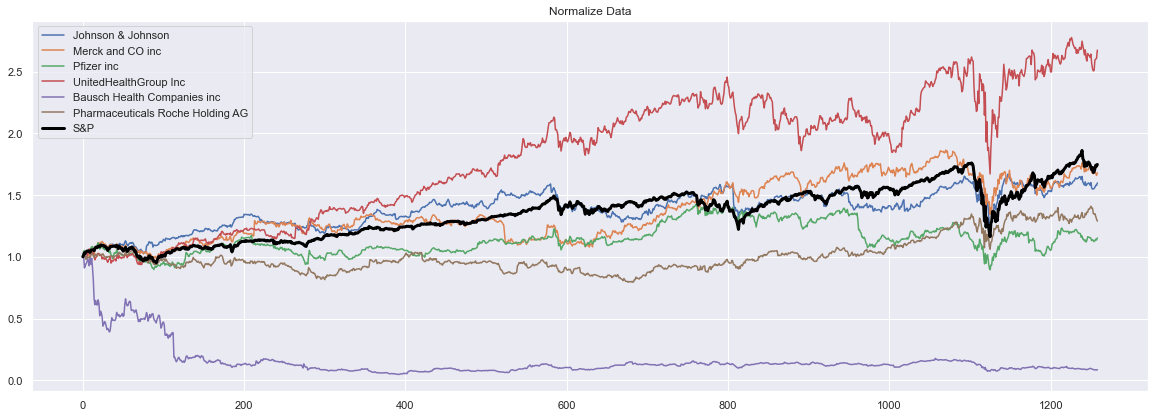 Normalize Data
Johnson & Johnson
Merck and CO inc
Pfizer inc
UnitedHealthGroup Inc
Bausch Health Companies inc
Pharmaceuticals Roche Holding AG
S&P
2.5
2.0
1.5
1.0
0.5
0.0
0 200 400 600 800 1000 1200